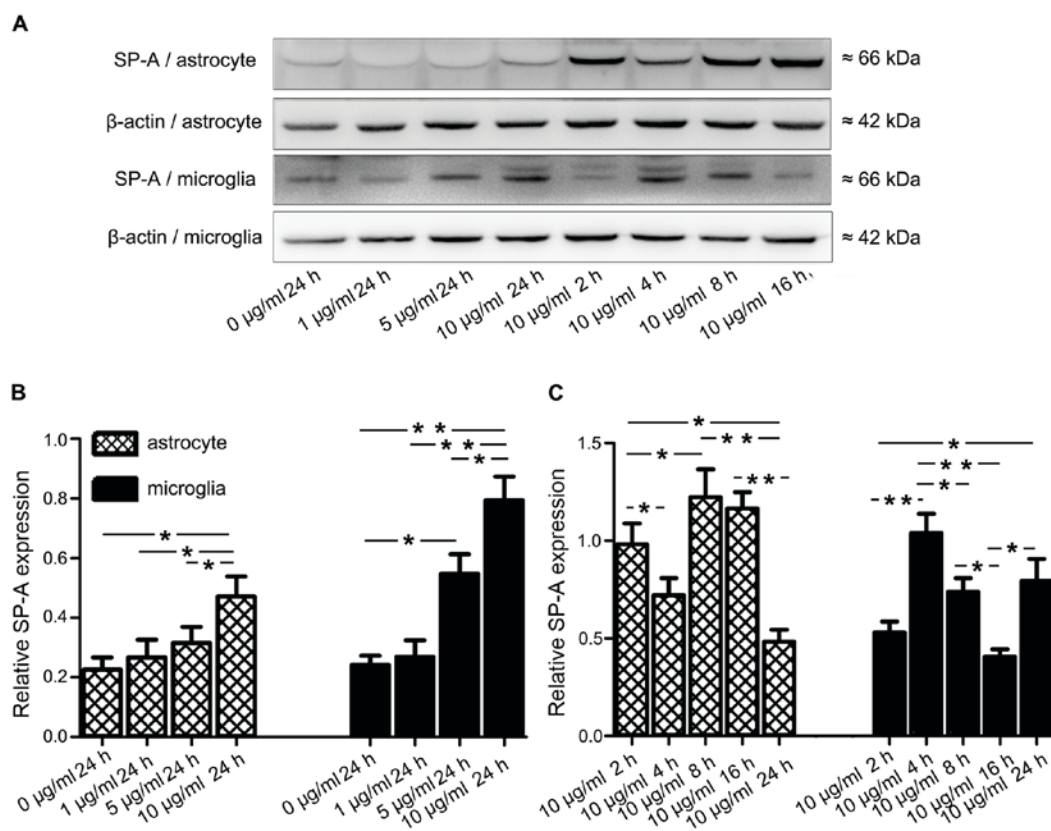 A
SP-A / astrocyte
≈ 66 kDa
β-actin / astrocyte
≈ 42 kDa
SP-A / microglia
≈ 66 kDa
β-actin / microglia
≈ 42 kDa
0 µg/ml 24 h
1 µg/ml 24 h
5 µg/ml 24 h
10 µg/ml 24 h
10 µg/ml 2 h
10 µg/ml 4 h
10 µg/ml 8 h
10 µg/ml 16 h,
B
Relative SP-A expression
1.0
0.8
0.6
0.4
0.2
0.0
astrocyte
microglia
*
*
*
* *
* *
*
*
0 µg/ml 24 h
1 µg/ml 24 h
5 µg/ml 24 h
10 µg/ml 24 h
0 µg/ml 24 h
1 µg/ml 24 h
5 µg/ml 24 h
10 µg/ml 24 h
C
Relative SP-A expression
1.5
1.0
0.5
0.0
*
* *
*
* *
*
*
* *
* *
*
*
*
10 µg/ml 2 h
10 µg/ml 4 h
10 µg/ml 8 h
10 µg/ml 16 h
10 µg/ml 24 h
10 µg/ml 2 h
10 µg/ml 4 h
10 µg/ml 8 h
10 µg/ml 16 h
10 µg/ml 24 h